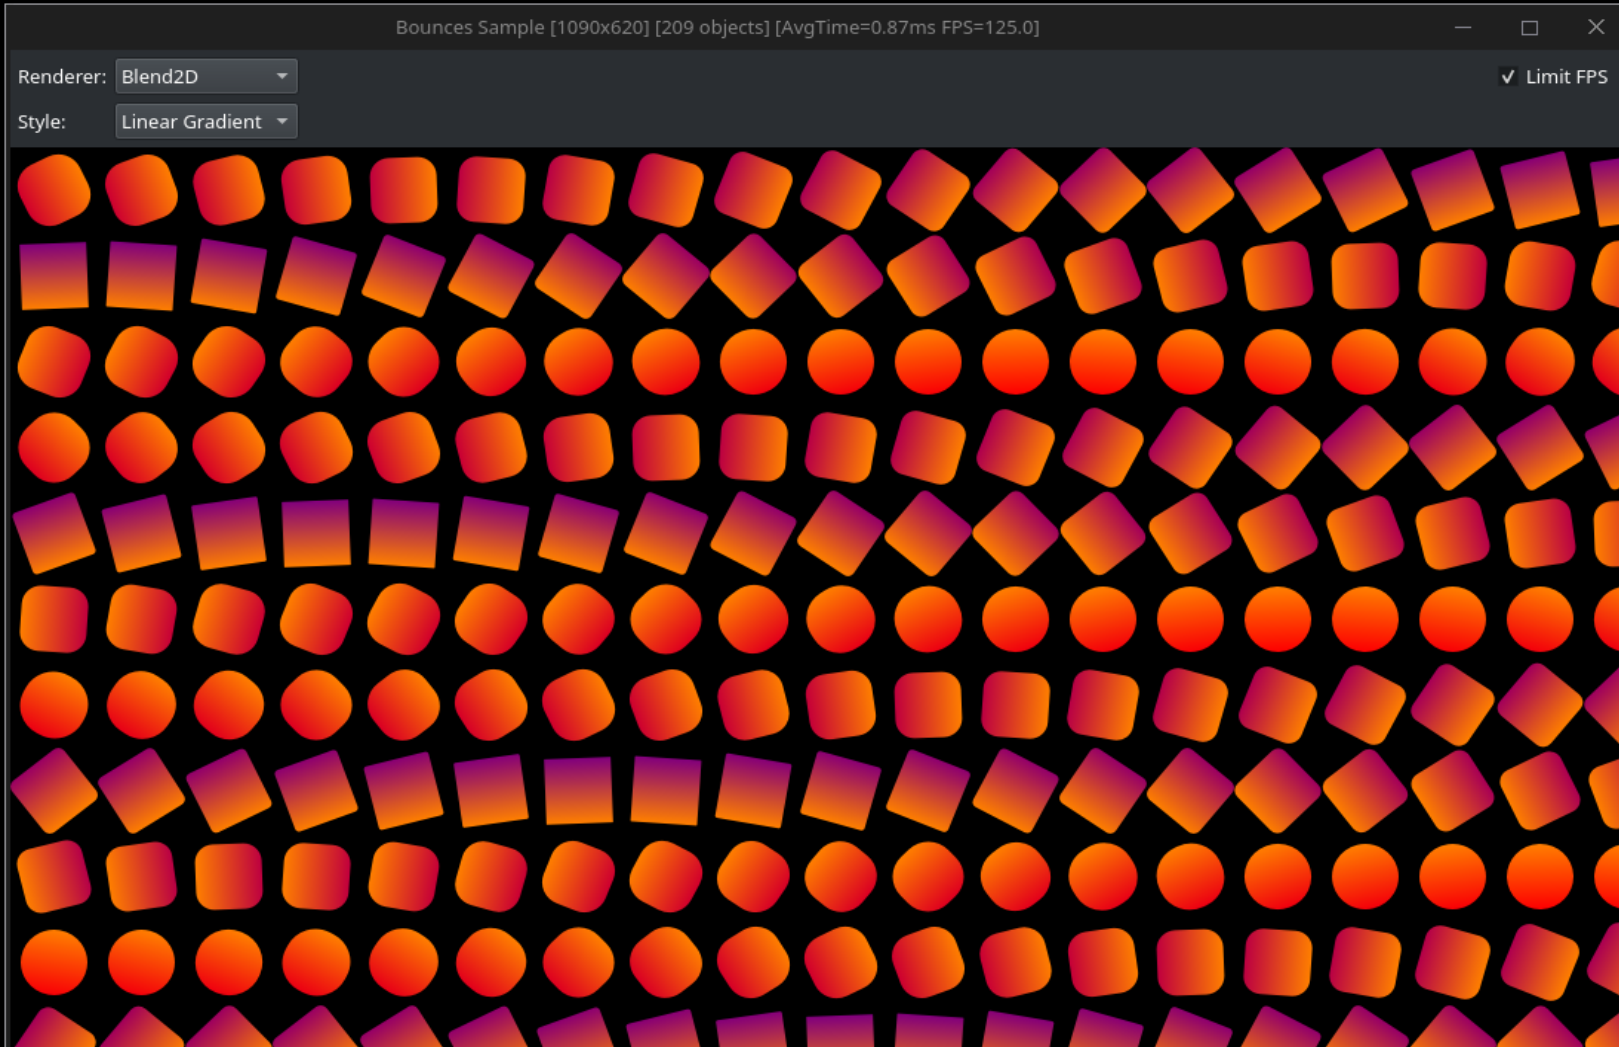 Bounces Sample [1090x620] [209 objects] [AvgTime=0.87ms FPS=125.0]
Renderer: Blend2D Limit FPS
Style: Linear Gradient